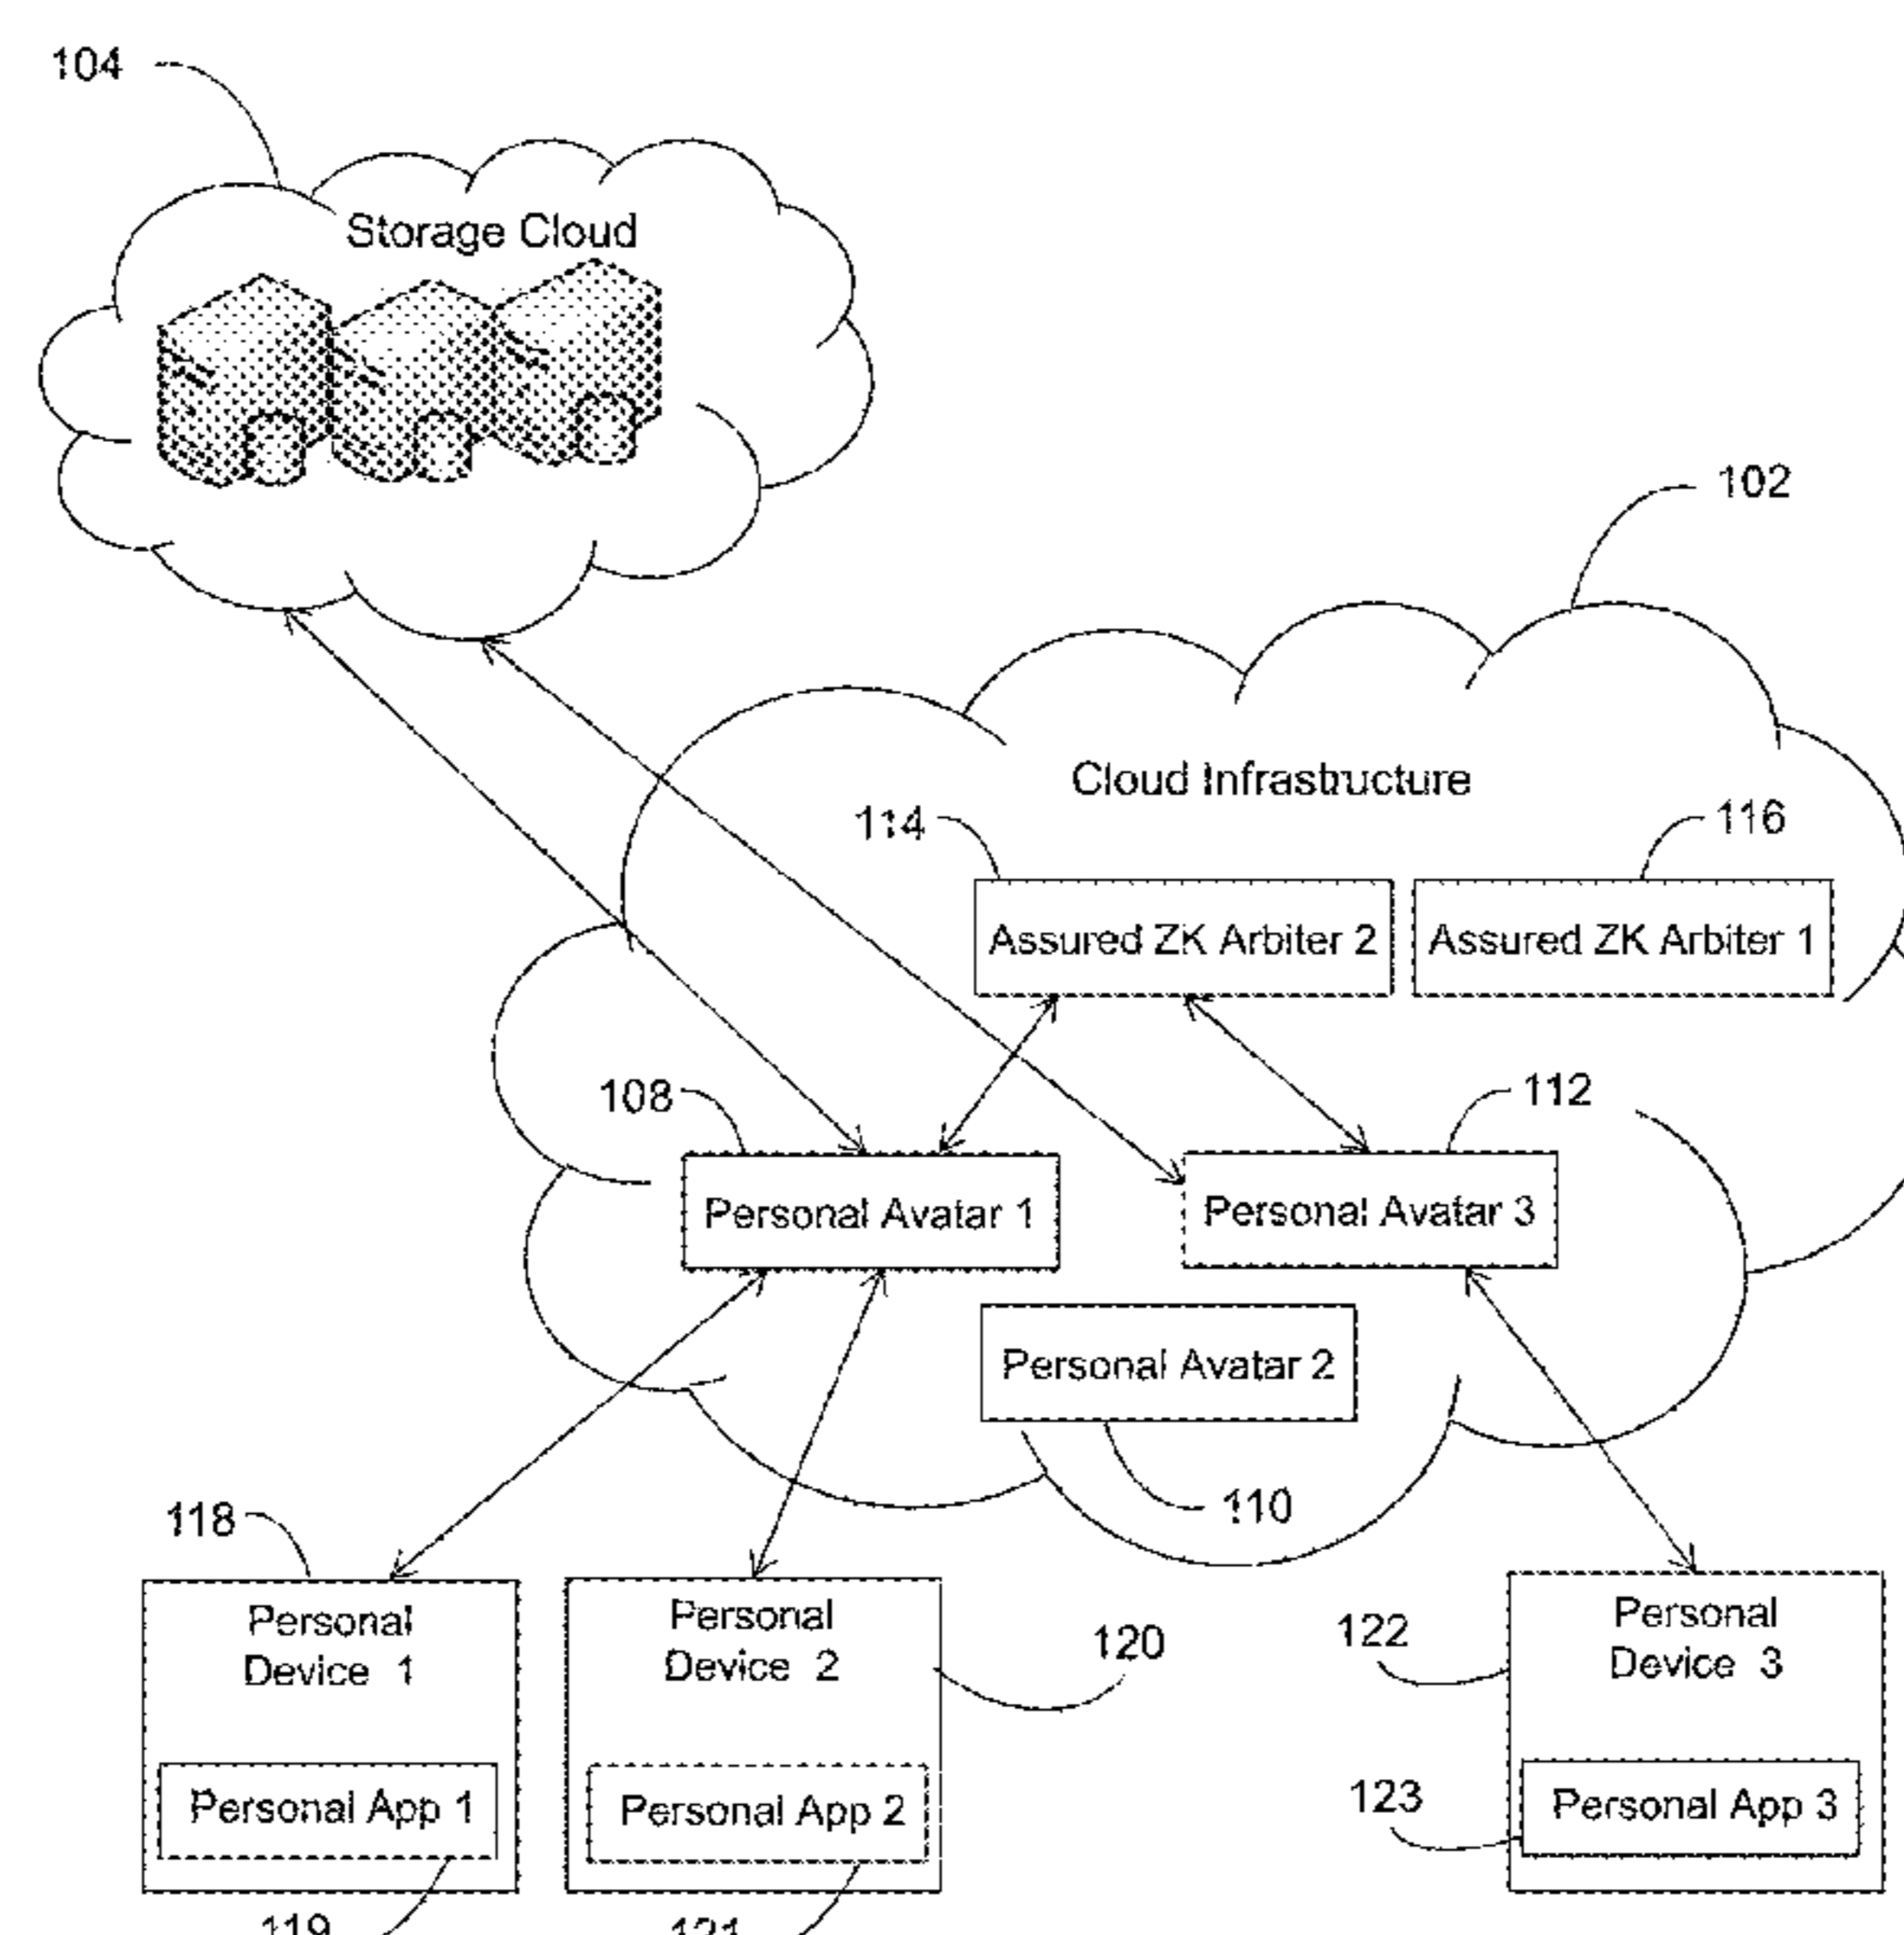 104
Storage Cloud
102
Cloud Infrastructure
114
116
Assured ZK Arbiter 2
Assured ZK Arbiter 1
108
112
Personal Avatar 1
Personal Avatar 3
Personal Avatar 2
110
118
Personal
Device 1
Personal
Device 2
120
122
Personal
Device 3
Personal App 1
Personal App 2
123
Personal App 3
119
121